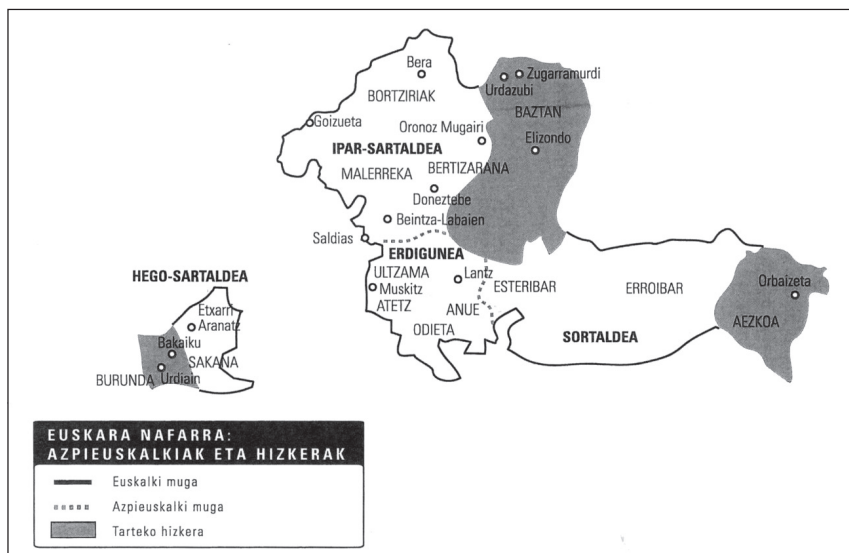 Bera
Zugarramurdi
Urdazubi
BORTZIRIAK
BAZTAN
Goizueta
Oronoz Mugairi
Elizondo
IPAR-SARTALDEA
BERTIZARANA
MALERREKA
Doneztebe
Beintza-Labaien
Saldias
ERDIGUNEA
HEGO-SARTALDEA
ULTZAMA
Lantz
ESTERIBAR
ERROIBAR
Orbaizeta
Muskitz
Etxarri
Aranatz
ATETZ
ANUE
AEZKOA
ODIETA
SORTALDEA
Bakaiku
SAKANA
BURUNDA
Urdiain
EUSKARA NAFARRA:
AZPIEUSKALKIAK ETA HIZKERAK
Euskalki muga
Azpieuskalki muga
Tarteko hizkera